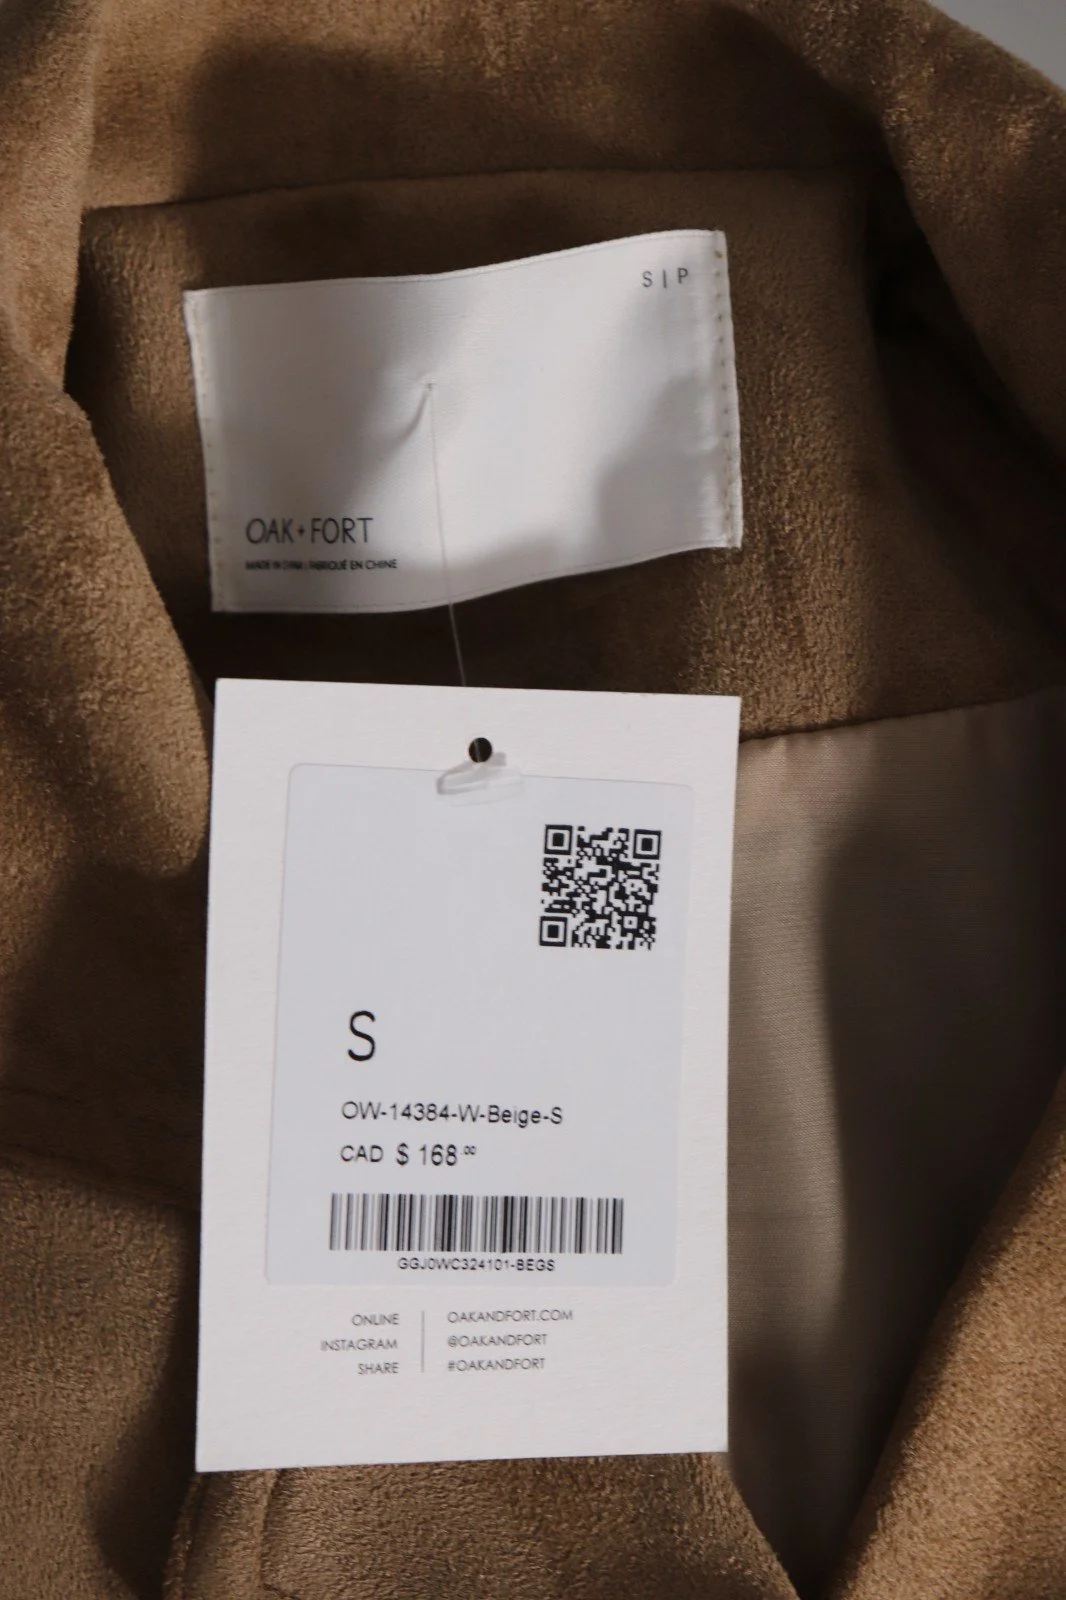 S | P
OAK + FORT
MADE IN CHINA | FABRIQUÉ EN CHINE
S
OW-14384-W-Beige-S
CAD $ 168.00
GGJ0WC324101-BEGS
ONLINE | OAKANDFORT.COM
INSTAGRAM | @OAKANDFORT
SHARE | #OAKANDFORT